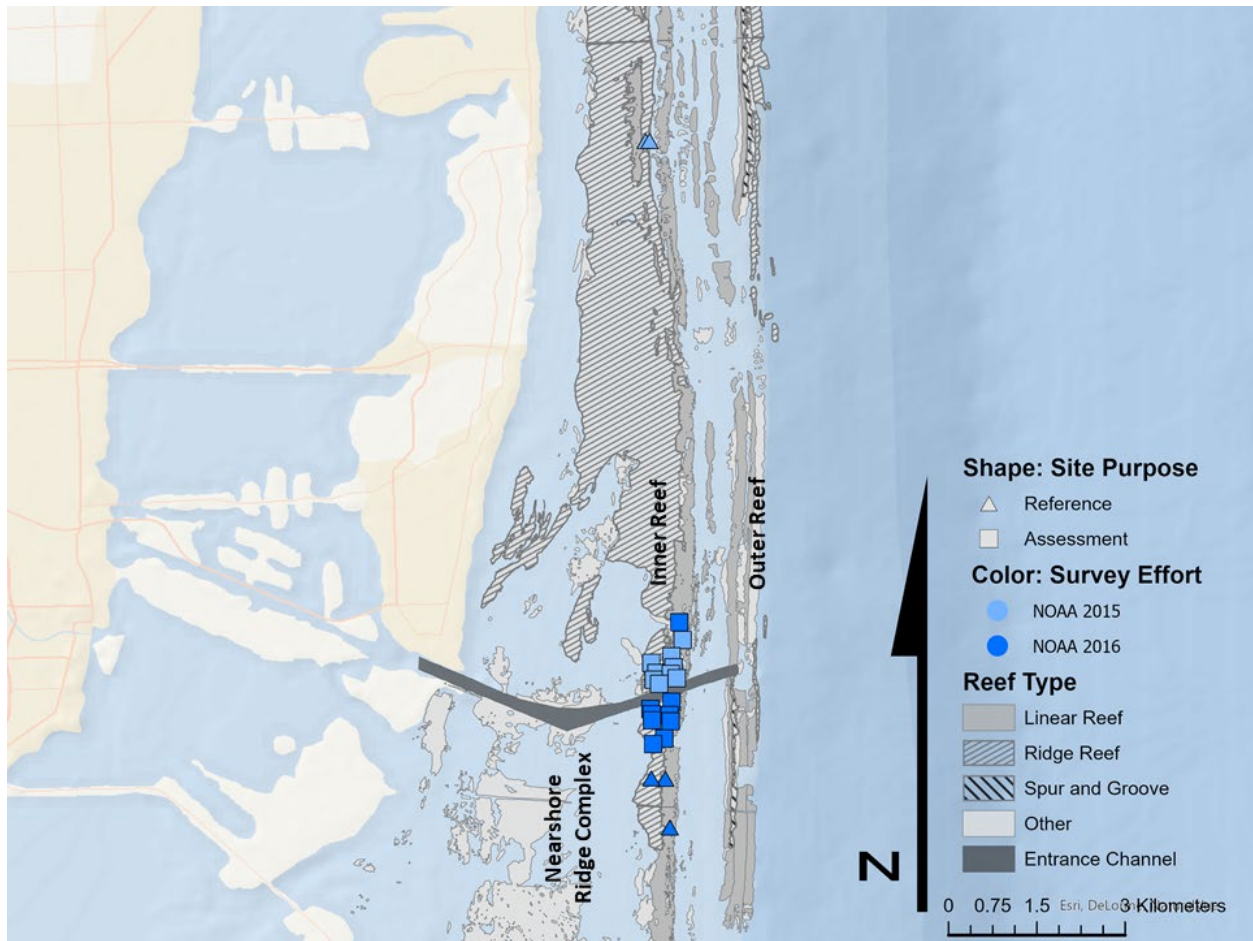 Inner Reef
Outer Reef
Nearshore
Ridge Complex
Shape: Site Purpose
Reference
Assessment
Color: Survey Effort
NOAA 2015
NOAA 2016
Reef Type
Linear Reef
Ridge Reef
Spur and Groove
Other
Entrance Channel
N
0 0.75 1.5 3 Kilometers
Esri,